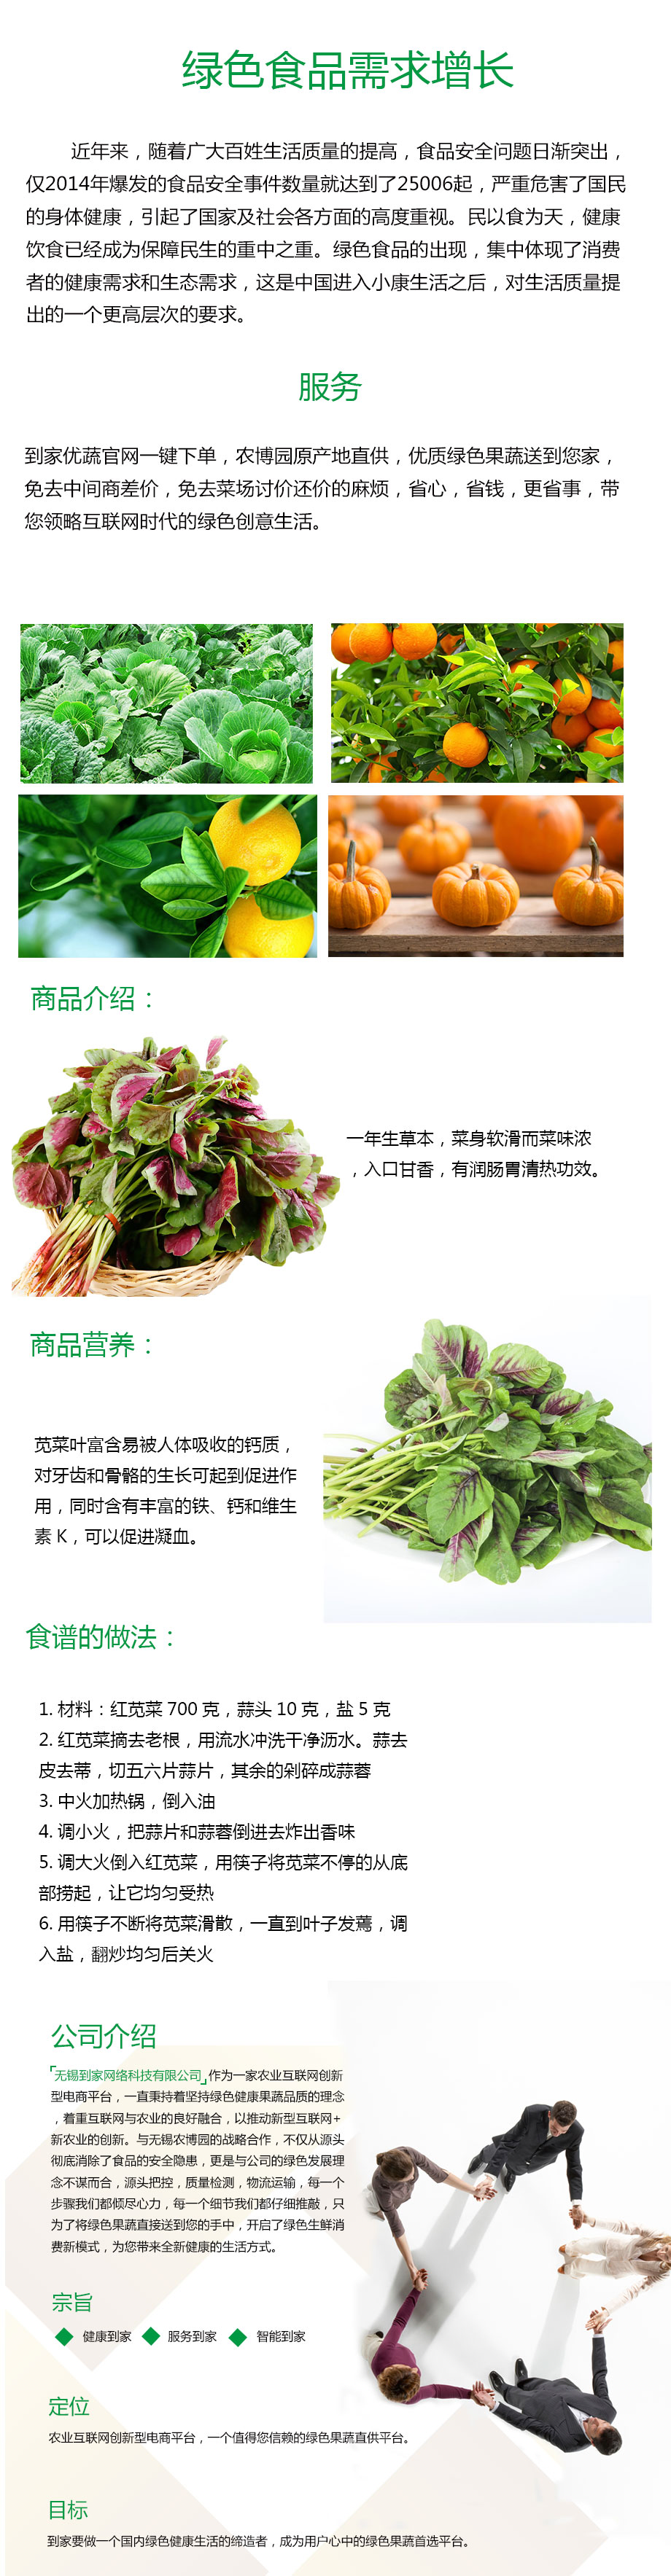 绿色食品需求增长
近年来，随着广大百姓生活质量的提高，食品安全问题日渐突出，
仅2014年爆发的食品安全事件数量就达到了25006起，严重危害了国民
的身体健康，引起了国家及社会各方面的高度重视。民以食为天，健康
饮食已经成为保障民生的重中之重。绿色食品的出现，集中体现了消费
者的健康需求和生态需求，这是中国进入小康生活之后，对生活质量提
出的一个更高层次的要求。
服务
到家优蔬官网一键下单，农博园原产地直供，优质绿色果蔬送到您家，
免去中间商差价，免去菜场讨价还价的麻烦，省心，省钱，更省事，带
您领略互联网时代的绿色创意生活。
商品介绍：
一年生草本，菜身软滑而菜味浓
，入口甘香，有润肠胃清热功效。
商品营养：
苋菜叶富含易被人体吸收的钙质，
对牙齿和骨骼的生长可起到促进作
用，同时含有丰富的铁、钙和维生
素 K，可以促进凝血。
食谱的做法：
1. 材料：红苋菜 700 克，蒜头 10 克，盐 5 克
2. 红苋菜摘去老根，用流水冲洗干净沥水。蒜去
皮去蒂，切五六片蒜片，其余的剁碎成蒜蓉
3. 中火加热锅，倒入油
4. 调小火，把蒜片和蒜蓉倒进去炸出香味
5. 调大火倒入红苋菜，用筷子将苋菜不停的从底
部捞起，让它均匀受热
6. 用筷子不断将苋菜滑散，一直到叶子发蔫，调
入盐，翻炒均匀后关火
公司介绍
「无锡到家网络科技有限公司」作为一家农业互联网创新
型电商平台，一直秉持着坚持绿色健康果蔬品质的理念
，着重互联网与农业的良好融合，以推动新型互联网+
新农业的创新。与无锡农博园的战略合作，不仅从源头
彻底消除了食品的安全隐患，更是与公司的绿色发展理
念不谋而合，源头把控，质量检测，物流运输，每一个
步骤我们都倾尽心力，每一个细节我们都仔细推敲，只
为了将绿色果蔬直接送到您的手中，开启了绿色生鲜消
费新模式，为您带来全新健康的生活方式。
宗旨
健康到家 服务到家 智能到家
定位
农业互联网创新型电商平台，一个值得您信赖的绿色果蔬直供平台。
目标
到家要做一个国内绿色健康生活的缔造者，成为用户心中的绿色果蔬首选平台。